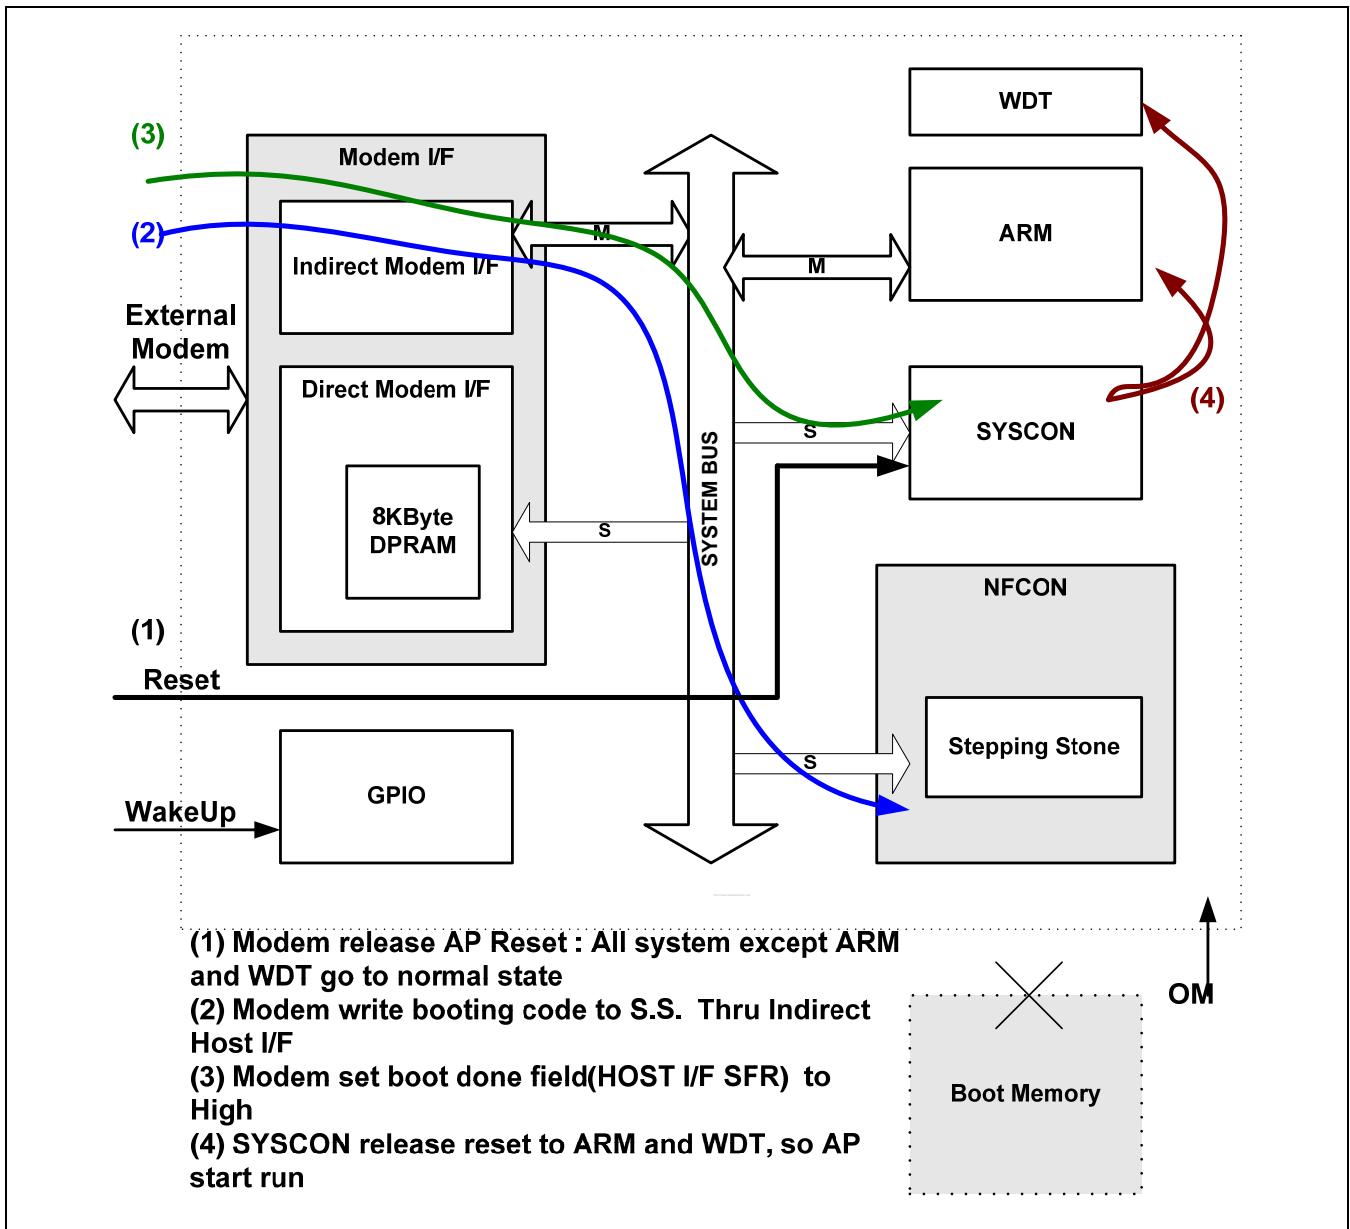 WDT
(3)
Modem I/F
(2)
M
ARM
Indirect Modem I/F
M
External
Modem
Direct Modem I/F
(4)
S
SYSCON
SYSTEM BUS
8KByte
DPRAM
S
NFCON
(1)
Reset
Stepping Stone
S
GPIO
WakeUp
(1) Modem release AP Reset : All system except ARM
and WDT go to normal state
(2) Modem write booting code to S.S. Thru Indirect
Host I/F
(3) Modem set boot done field(HOST I/F SFR) to
High
(4) SYSCON release reset to ARM and WDT, so AP
start run
OM
Boot Memory